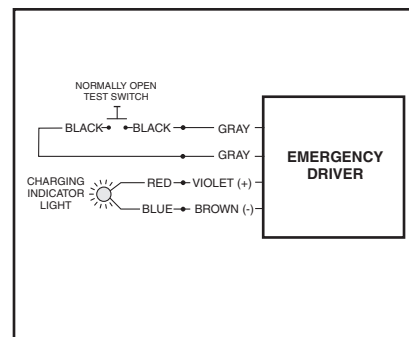 NORMALLY OPEN
TEST SWITCH
BLACK BLACK GRAY
GRAY
EMERGENCY
DRIVER
CHARGING
INDICATOR
LIGHT
RED VIOLET (+)
BLUE BROWN (-)